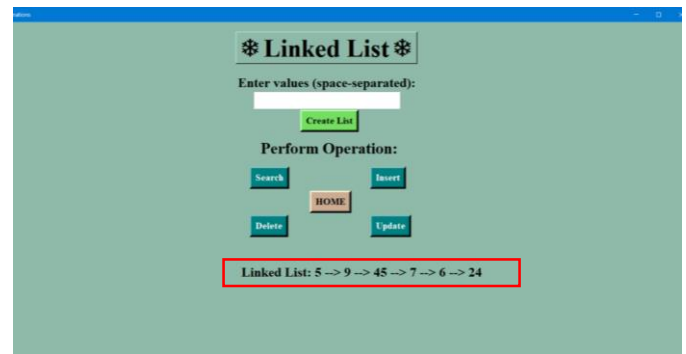 rations
❄ Linked List ❄
Enter values (space-separated):
Create List
Perform Operation:
Search Insert
HOME
Delete Update
Linked List: 5 --> 9 --> 45 --> 7 --> 6 --> 24